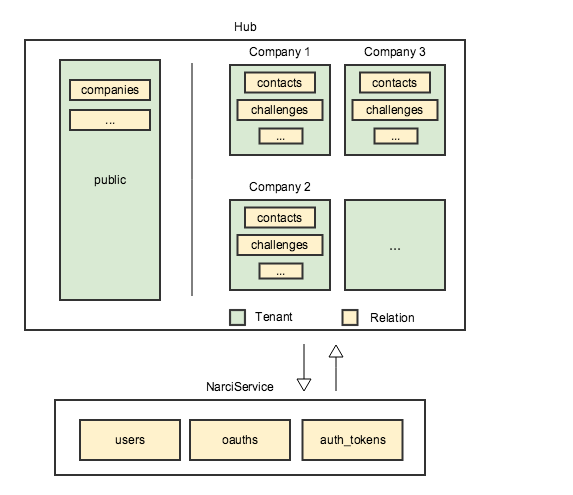 Hub
companies
...
public
Company 1
contacts
challenges
...
Company 3
contacts
challenges
...
Company 2
contacts
challenges
...
...
Tenant
Relation
NarciService
users
oauths
auth_tokens